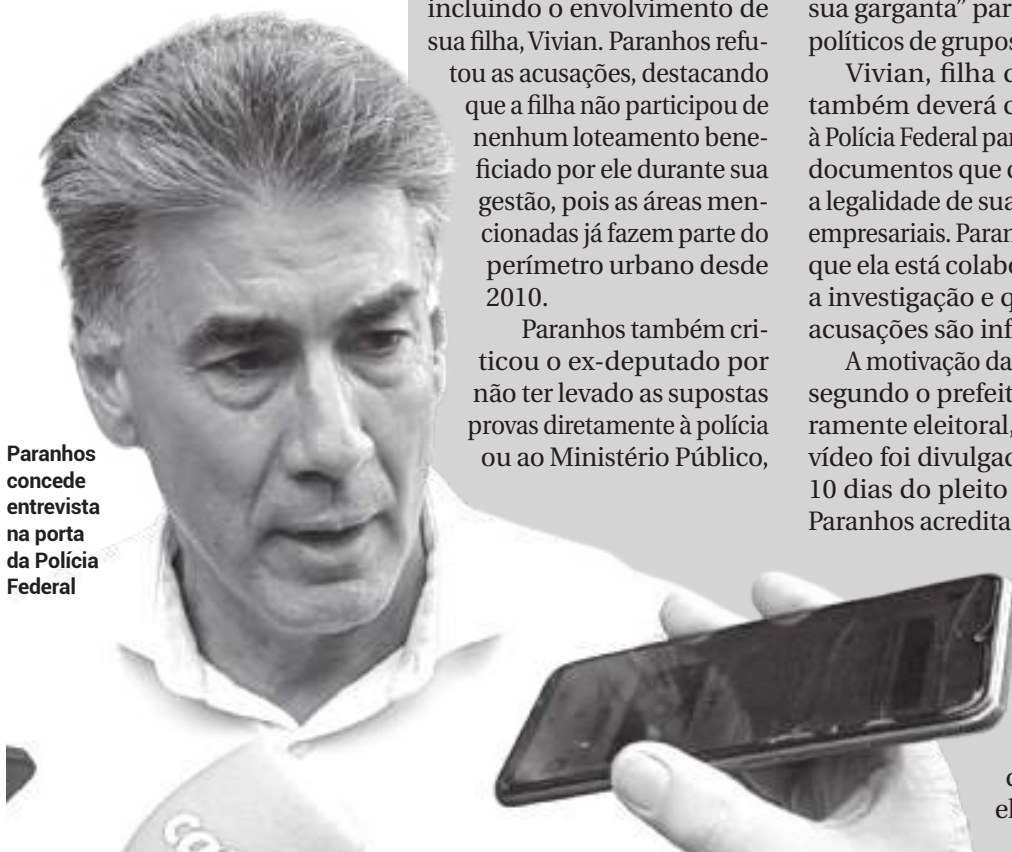 incluindo o envolvimento de
sua filha, Vivian. Paranhos refu-
tou as acusações, destacando
que a filha não participou de
nenhum loteamento bene-
ficiado por ele durante sua
gestão, pois as áreas men-
cionadas já fazem parte do
perímetro urbano desde
2010.
Paranhos também cri-
ticou o ex-deputado por
não ter levado as supostas
provas diretamente à polícia
ou ao Ministério Público,
sua garganta” par
políticos de grupos
Vivian, filha
também deverá
à Polícia Federal par
documentos que
a legalidade de sua
empresariais. Paran
que ela está colab
a investigação e
acusações são inf
A motivação da
segundo o prefeit
ramente eleitoral,
vídeo foi divulgad
10 dias do pleito
Paranhos acredita
el
Paranhos
concede
entrevista
na porta
da Polícia
Federal